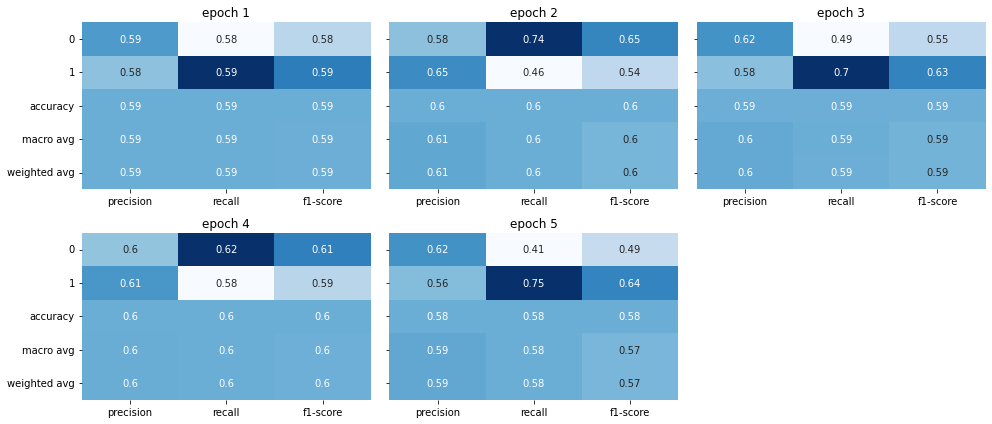 epoch 1 epoch 2 epoch 3
0 0.59 0.58 0.58 0.58 0.74 0.65 0.62 0.49 0.55
1 0.58 0.59 0.59 0.65 0.46 0.54 0.58 0.7 0.63
accuracy 0.59 0.59 0.59 0.6 0.6 0.6 0.59 0.59 0.59
macro avg 0.59 0.59 0.59 0.61 0.6 0.6 0.6 0.59 0.59
weighted avg 0.59 0.59 0.59 0.61 0.6 0.6 0.6 0.59 0.59
precision recall f1-score precision recall f1-score precision recall f1-score
epoch 4 epoch 5
0 0.6 0.62 0.61 0.62 0.41 0.49
1 0.61 0.58 0.59 0.56 0.75 0.64
accuracy 0.6 0.6 0.6 0.58 0.58 0.58
macro avg 0.6 0.6 0.6 0.59 0.58 0.57
weighted avg 0.6 0.6 0.6 0.59 0.58 0.57
precision recall f1-score precision recall f1-score